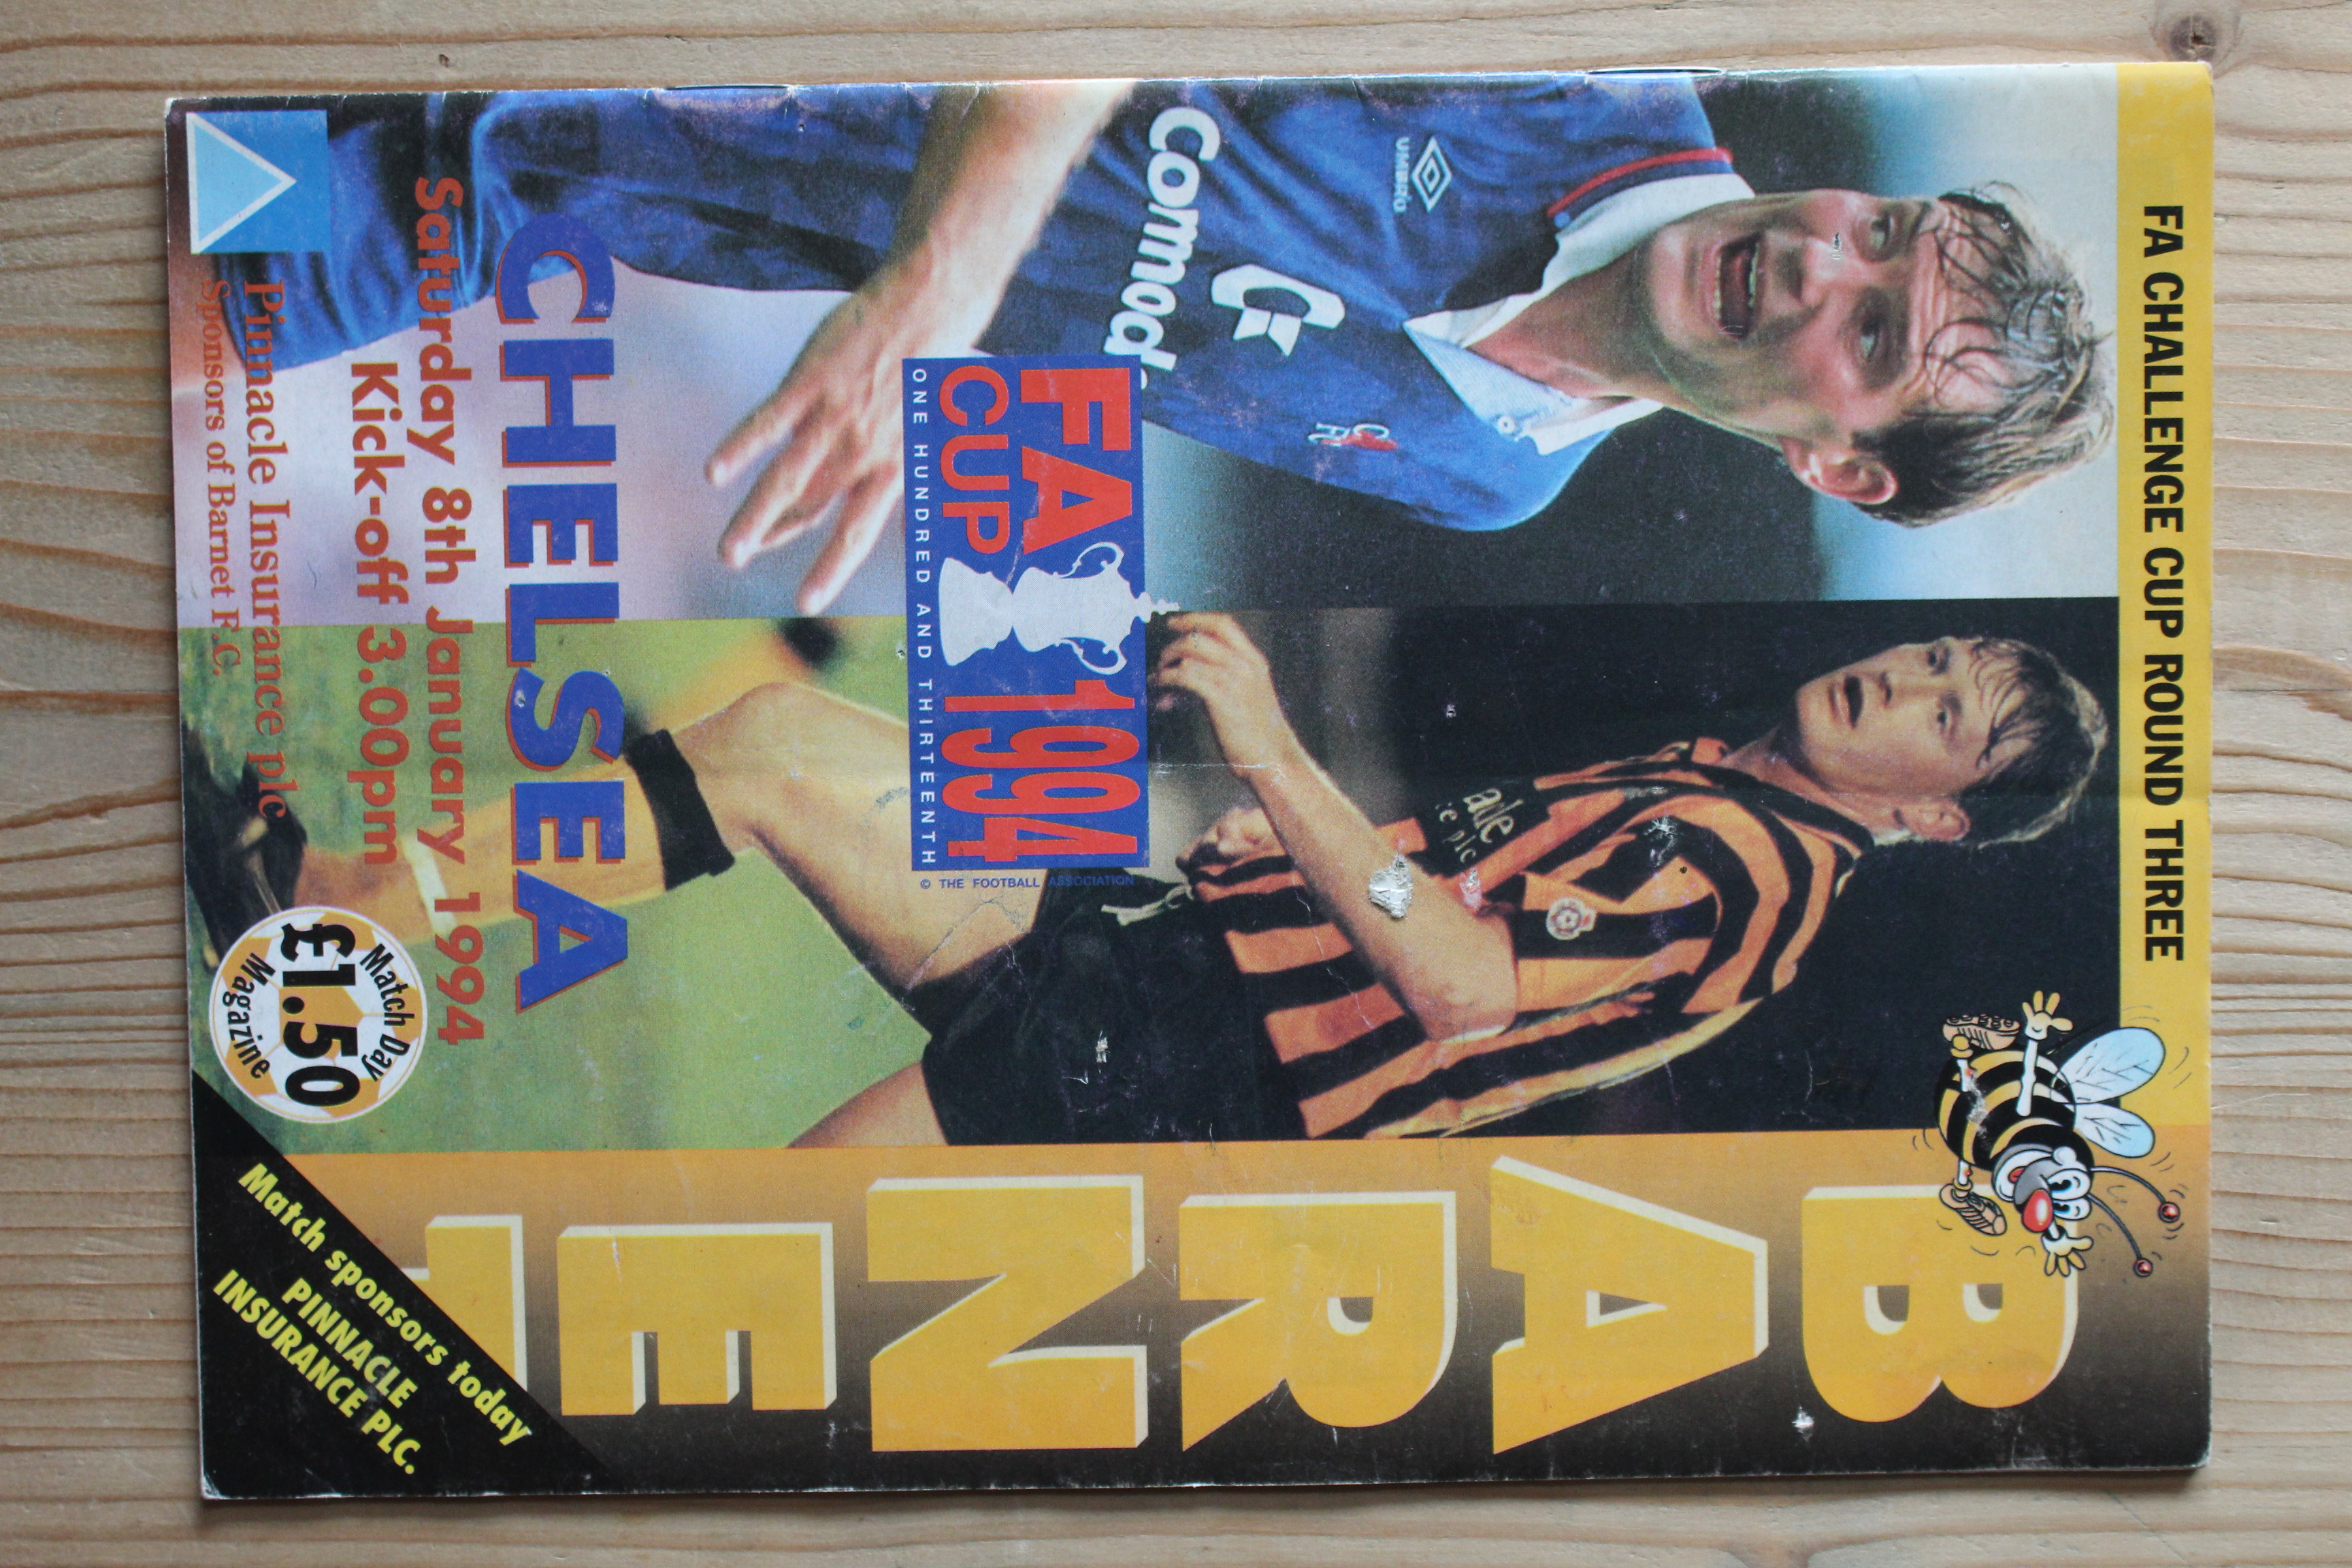 FA CHALLENGE CUP ROUND THREE
BARNET
UMBRO
Commod
FA
CUP
1994
ONE HUNDRED AND THIRTEENTH
© THE FOOTBALL ASSOCIATION
CHELSEA
Saturday 8th January 1994
Kick-off 3.00pm
Pinnacle Insurance plc
Sponsors of Barnet F.C.
Match Day
£1.50
Magazine
Match sponsors today
PINNACLE
INSURANCE PLC.